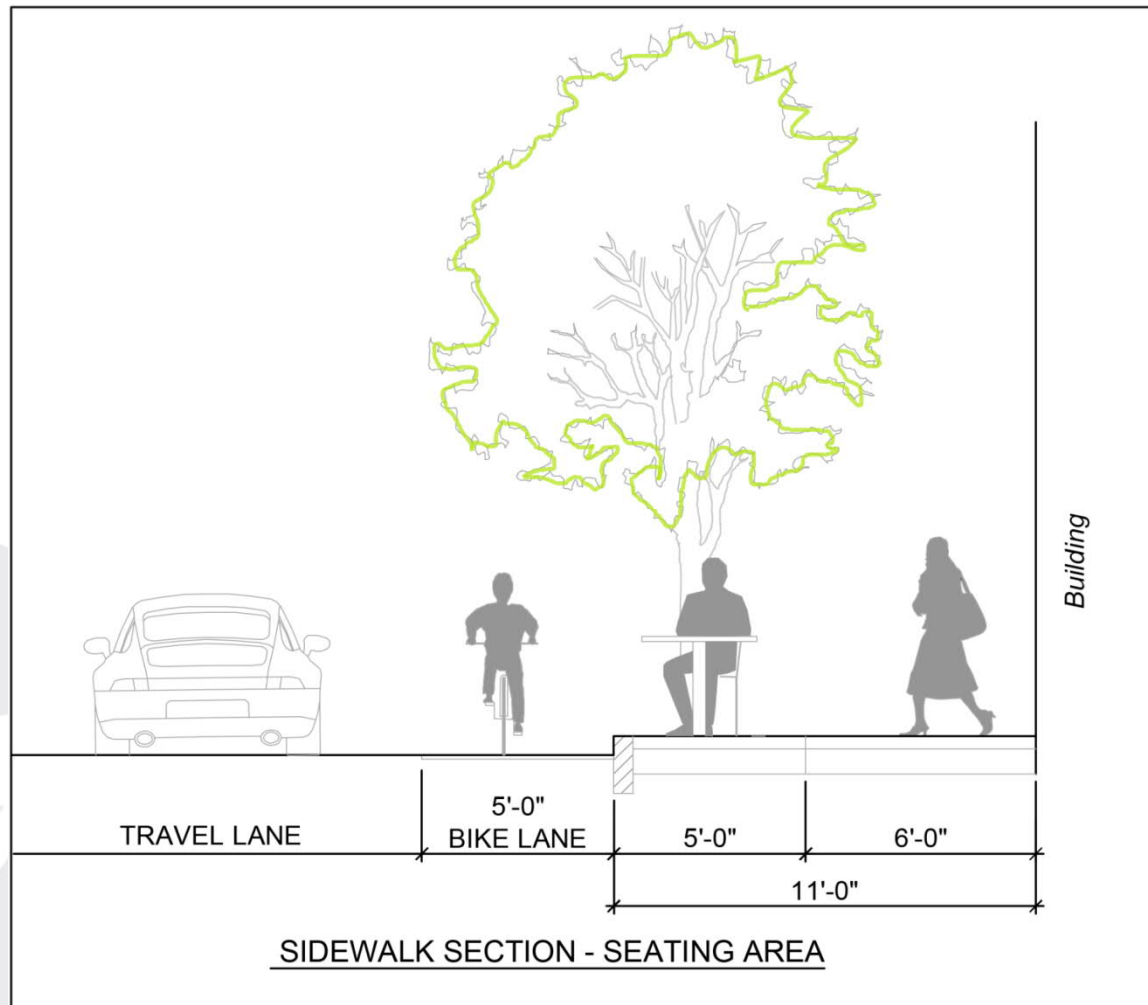 Building
5'-0"
TRAVEL LANE
BIKE LANE
5'-0"
6'-0"
11'-0"
SIDEWALK SECTION - SEATING AREA